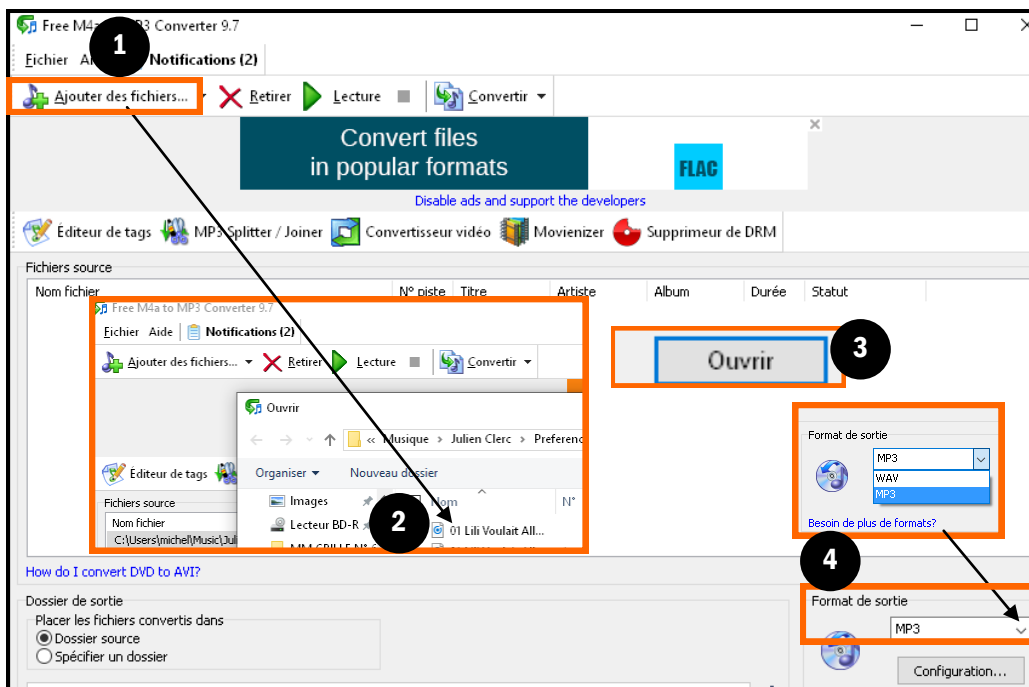 Free M4a to MP3 Converter 9.7
1
Fichier Notifications (2)
Ajouter des fichiers... Retirer Lecture Convertir
Convert files
in popular formats
FLAC
Disable ads and support the developers
Éditeur de tags MP3 Splitter / Joiner Convertisseur vidéo Movienizer Supprimeur de DRM
Fichiers source
Nom fichier N° piste Titre Artiste Album Durée Statut
Free M4a to MP3 Converter 9.7
Fichier Aide Notifications (2)
Ajouter des fichiers... Retirer Lecture Convertir
Ouvrir
« Musique > Julien Clerc > Preferenc
Organiser Nouveau dossier
Éditeur de tags
Images Nom N°
Fichiers source
Lecteur BD-R 2 01 Lili Voulait All...
Nom fichier
C:\Users\michel\Music\Jul
Ouvrir
3
Format de sortie
MP3
WAV
MP3
Besoin de plus de formats?
4
How do I convert DVD to AVI?
Dossier de sortie
Placer les fichiers convertis dans
Dossier source
Spécifier un dossier
Format de sortie
MP3
Configuration...